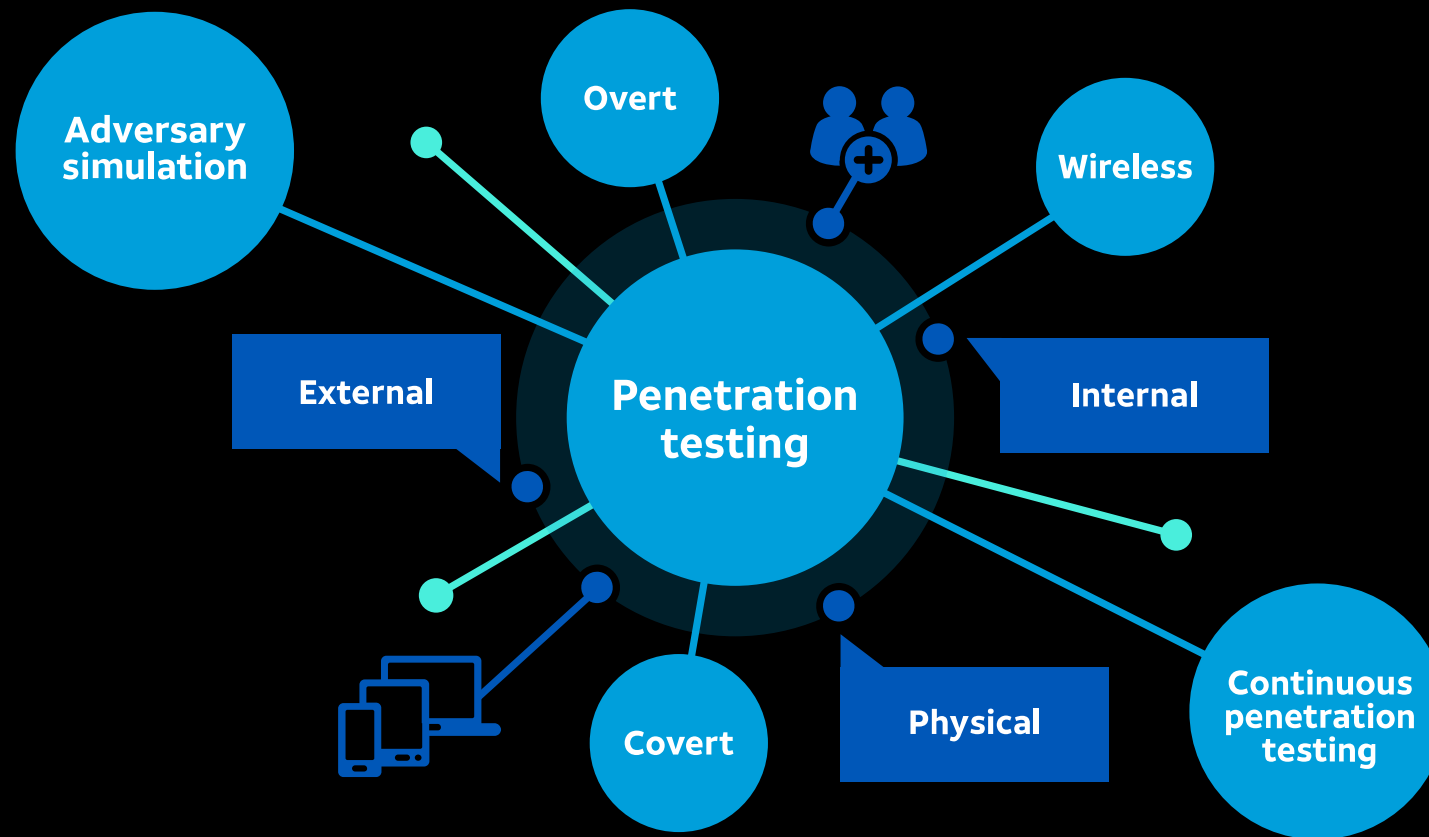 Overt
Adversary
simulation
Wireless
External
Penetration
testing
Internal
Continuous
penetration
testing
Physical
Covert